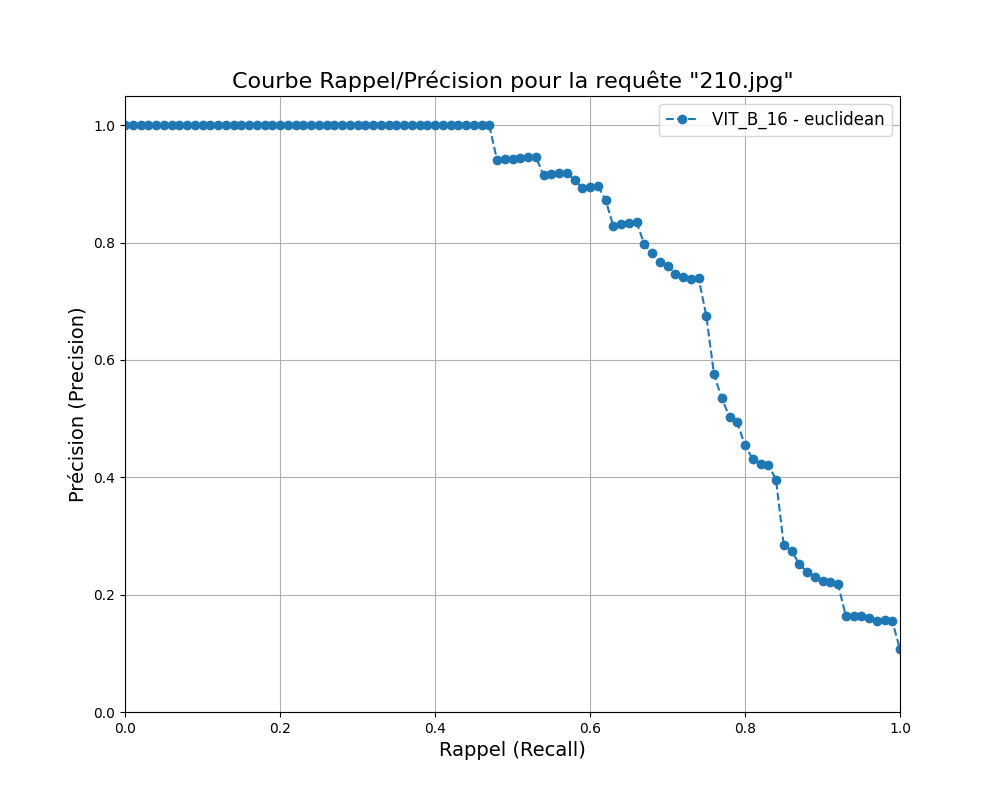 Courbe Rappel/Précision pour la requête "210.jpg"
VIT_B_16 - euclidean
1.0
0.8
0.6
0.4
0.2
0.0
Précision (Precision)
0.0 0.2 0.4 0.6 0.8 1.0
Rappel (Recall)